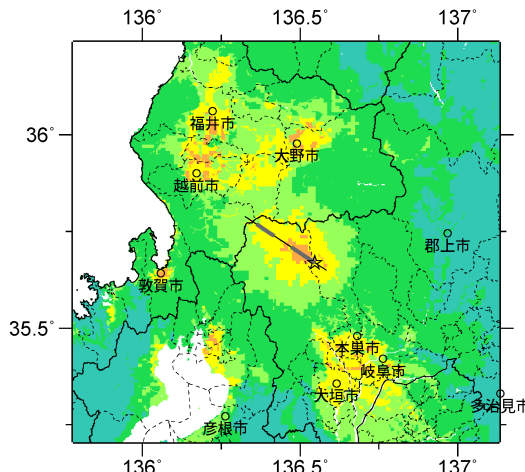 136° 136.5° 137°
36°
福井市
大野市
越前市
郡上市
敦賀市
35.5°
本巣市
岐阜市
大垣市
多治見市
彦根市
136° 136.5° 137°